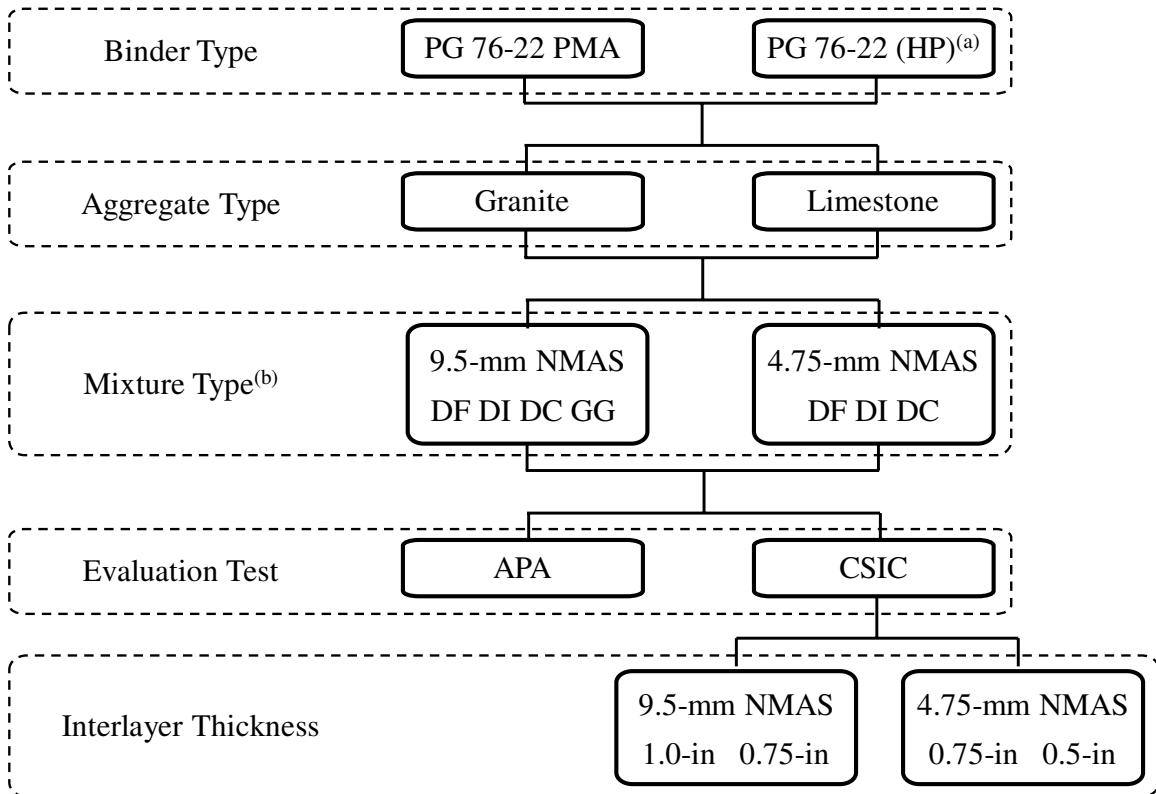 Binder Type
PG 76-22 PMA
PG 76-22 (HP)(a)
Aggregate Type
Granite
Limestone
Mixture Type(b)
9.5-mm NMAS
DF DI DC GG
4.75-mm NMAS
DF DI DC
Evaluation Test
APA
CSIC
Interlayer Thickness
9.5-mm NMAS
1.0-in 0.75-in
4.75-mm NMAS
0.75-in 0.5-in